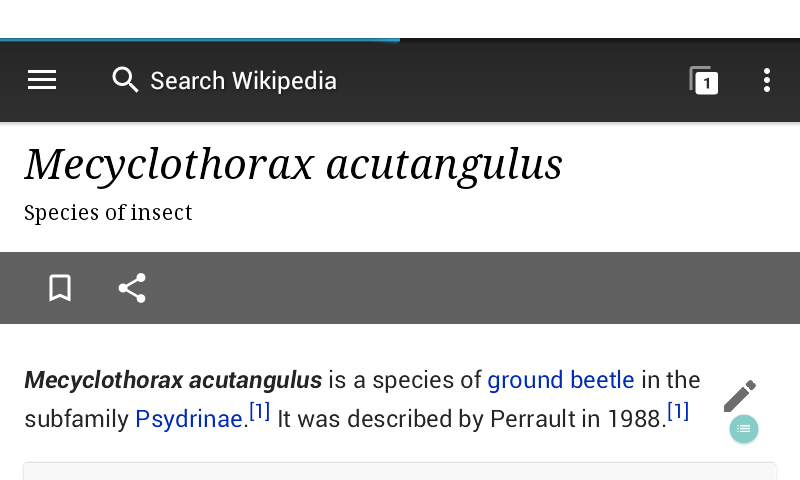 Search Wikipedia
1
Mecyclothorax acutangulus
Species of insect
Mecyclothorax acutangulus is a species of ground beetle in the
subfamily Psydrinae.[1] It was described by Perrault in 1988.[1]